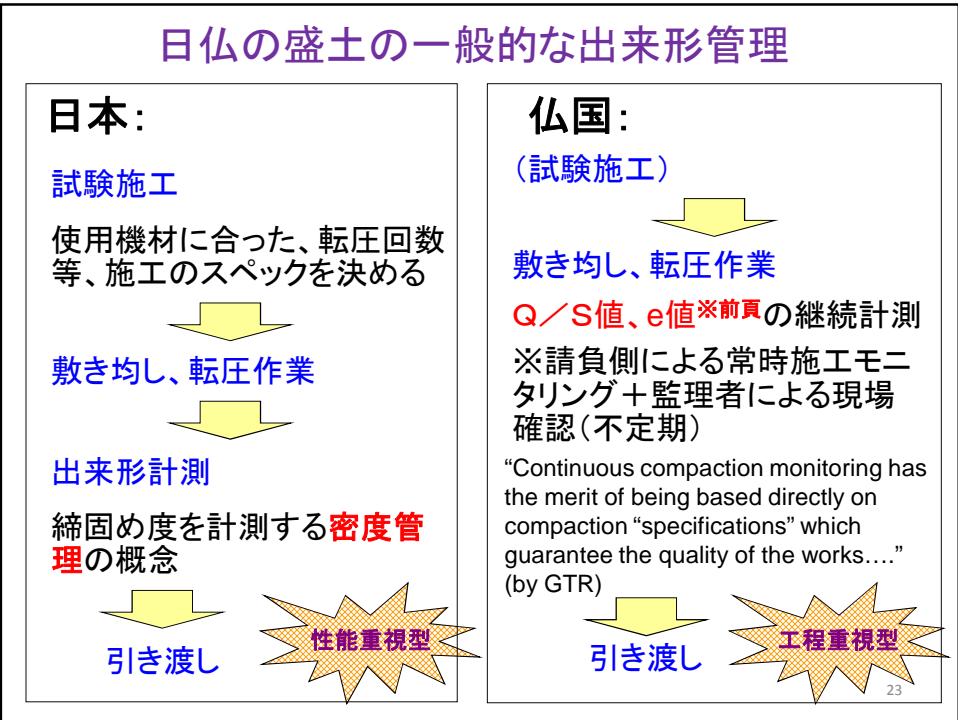 日仏の盛土の一般的な出来形管理
日本：
試験施工
使用機材に合った、転圧回数
等、施工のスペックを決める
敷き均し、転圧作業
出来形計測
締固め度を計測する密度管
理の概念
引き渡し
性能重視型
仏国：
（試験施工）
敷き均し、転圧作業
Q／S値、e値※前頁の継続計測
※請負側による常時施工モニ
タリング＋監理者による現場
確認（不定期）
“Continuous compaction monitoring has
the merit of being based directly on
compaction “specifications” which
guarantee the quality of the works….”
(by GTR)
引き渡し
工程重視型
23